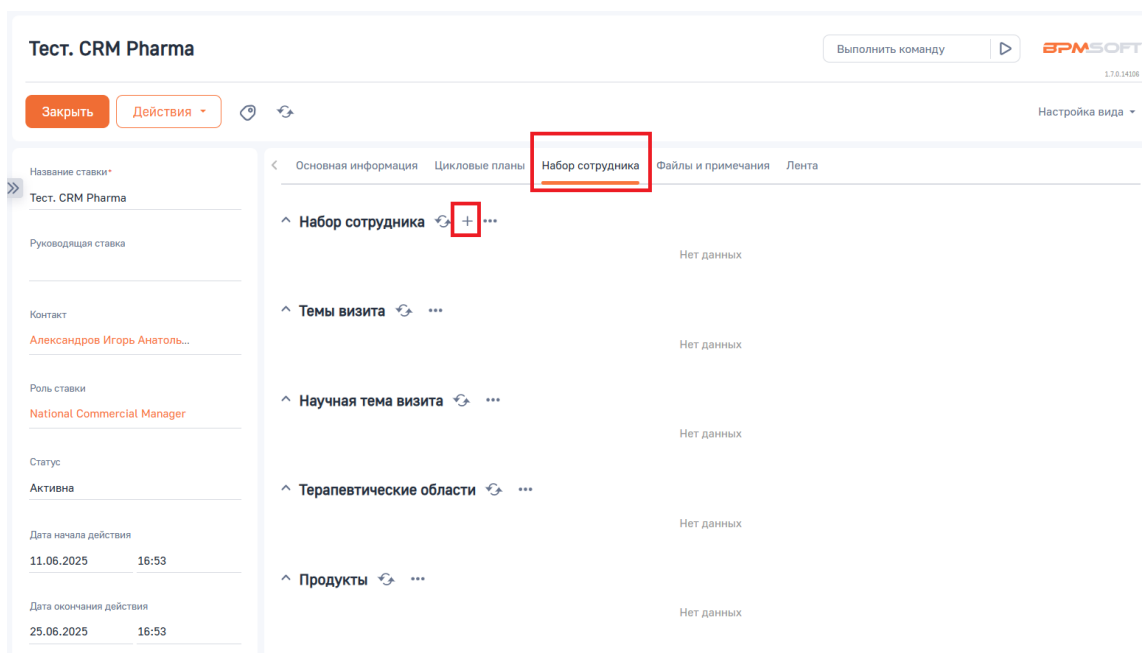 Тест. CRM Pharma
Выполнить команду
BPMSOFT
1.7.0.14106
Закрыть
Действия
Настройка вида
Название ставки*
Тест. CRM Pharma
Руководящая ставка
Контакт
Александров Игорь Анатоль...
Роль ставки
National Commercial Manager
Статус
Активна
Дата начала действия
11.06.2025 16:53
Дата окончания действия
25.06.2025 16:53
Основная информация Цикловые планы Набор сотрудника Файлы и примечания Лента
Набор сотрудника
Нет данных
Темы визита
Нет данных
Научная тема визита
Нет данных
Терапевтические области
Нет данных
Продукты
Нет данных